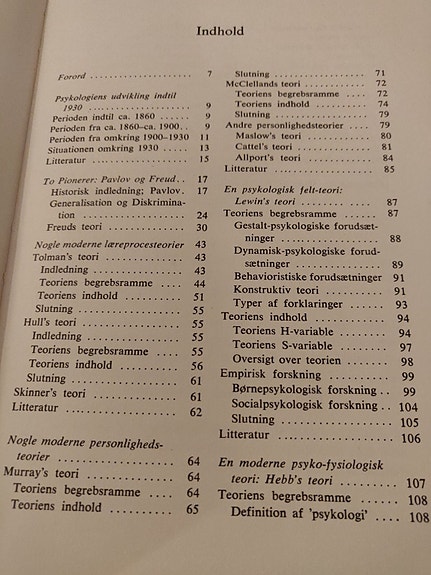 Indhold
Forord . . . . . . . . . . . . . . . . . . . . 7
Psykologiens udvikling indtil
1930 . . . . . . . . . . . . . . . . . . . 9
Perioden indtil ca. 1860 . . . . . . 9
Perioden fra ca. 1860–ca. 1900 . . 9
Perioden fra omkring 1900–1930 11
Situationen omkring 1930 . . . . 13
Litteratur . . . . . . . . . . . . . . . . 15
To Pionerer: Pavlov og Freud . . 17
Historisk indledning; Pavlov . 17
Generalisation og Diskrimina-
tion . . . . . . . . . . . . . . . . . 24
Freuds teori . . . . . . . . . . . . . 30
Nogle moderne læreprocesteorier 43
Tolman's teori . . . . . . . . . . . . 43
Indledning . . . . . . . . . . . . . . 43
Teoriens begrebsramme . . . . . 44
Teoriens indhold . . . . . . . . . . 51
Slutning . . . . . . . . . . . . . . . . 55
Hull's teori . . . . . . . . . . . . . . . 55
Indledning . . . . . . . . . . . . . . 55
Teoriens begrebsramme . . . . . 55
Teoriens indhold . . . . . . . . . . 56
Slutning . . . . . . . . . . . . . . . . 61
Skinner's teori . . . . . . . . . . . . 61
Litteratur . . . . . . . . . . . . . . . . 62
Nogle moderne personligheds-
teorier . . . . . . . . . . . . . . . . 64
Murray's teori . . . . . . . . . . . . 64
Teoriens begrebsramme . . . . 64
Teoriens indhold . . . . . . . . . . 65
Slutning . . . . . . . . . . . . . . . . 71
McClellands teori . . . . . . . . . . 72
Teoriens begrebsramme . . . . . 72
Teoriens indhold . . . . . . . . . . 74
Slutning . . . . . . . . . . . . . . . . 79
Andre personlighedsteorier . . . . 79
Maslow's teori . . . . . . . . . . . . 80
Cattel's teori . . . . . . . . . . . . . 81
Allport's teori . . . . . . . . . . . . 84
Litteratur . . . . . . . . . . . . . . . . 85
En psykologisk felt-teori:
Lewin's teori . . . . . . . . . . . . 87
Teoriens begrebsramme . . . . . . 87
Gestalt-psykologiske forudsæt-
ninger . . . . . . . . . . . . . . . . 88
Dynamisk-psykologiske forud-
sætninger . . . . . . . . . . . . . 89
Behavioristiske forudsætninger 91
Konstruktiv teori . . . . . . . . . . 91
Typer af forklaringer . . . . . . . 93
Teoriens indhold . . . . . . . . . . . 94
Teoriens H-variable . . . . . . . . 94
Teoriens S-variable . . . . . . . . 97
Oversigt over teorien . . . . . . . 98
Empirisk forskning . . . . . . . . . . 99
Børnepsykologisk forskning . . 99
Socialpsykologisk forskning . . 104
Slutning . . . . . . . . . . . . . . . . 105
Litteratur . . . . . . . . . . . . . . . . 106
En moderne psyko-fysiologisk
teori: Hebb's teori . . . . . . . . 107
Teoriens begrebsramme . . . . . . 108
Definition af 'psykologi' . . . . 108